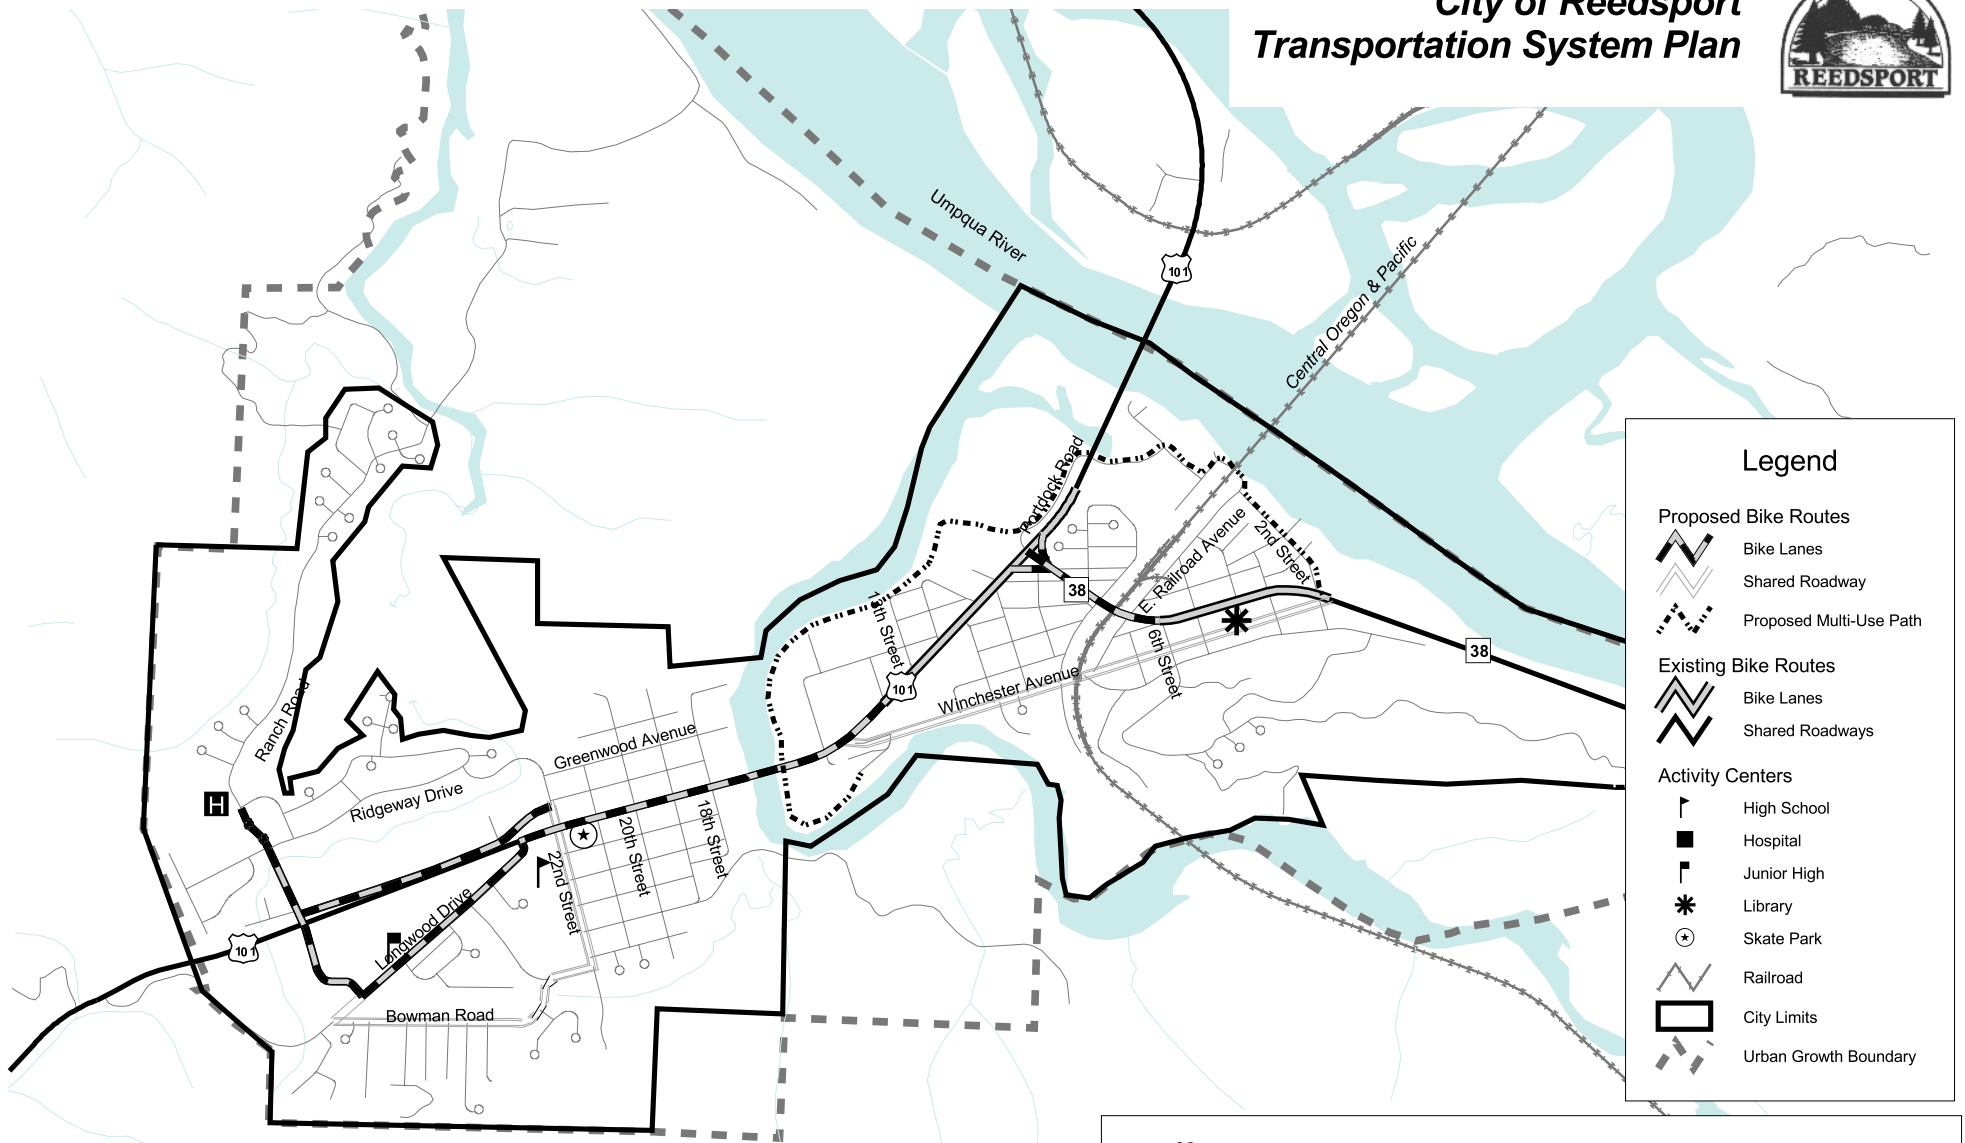 City of Reedsport
Transportation System Plan
REEDSPORT
Umpqua River
101
Central Oregon & Pacific
Portdock Road
38
E. Railroad Avenue
2nd Street
13th Street
6th Street
38
101
Winchester Avenue
Ranch Road
Greenwood Avenue
Ridgeway Drive
18th Street
20th Street
22nd Street
H
Longwood Drive
101
Bowman Road
Legend
Proposed Bike Routes
Bike Lanes
Shared Roadway
Proposed Multi-Use Path
Existing Bike Routes
Bike Lanes
Shared Roadways
Activity Centers
High School
Hospital
Junior High
Library
Skate Park
Railroad
City Limits
Urban Growth Boundary